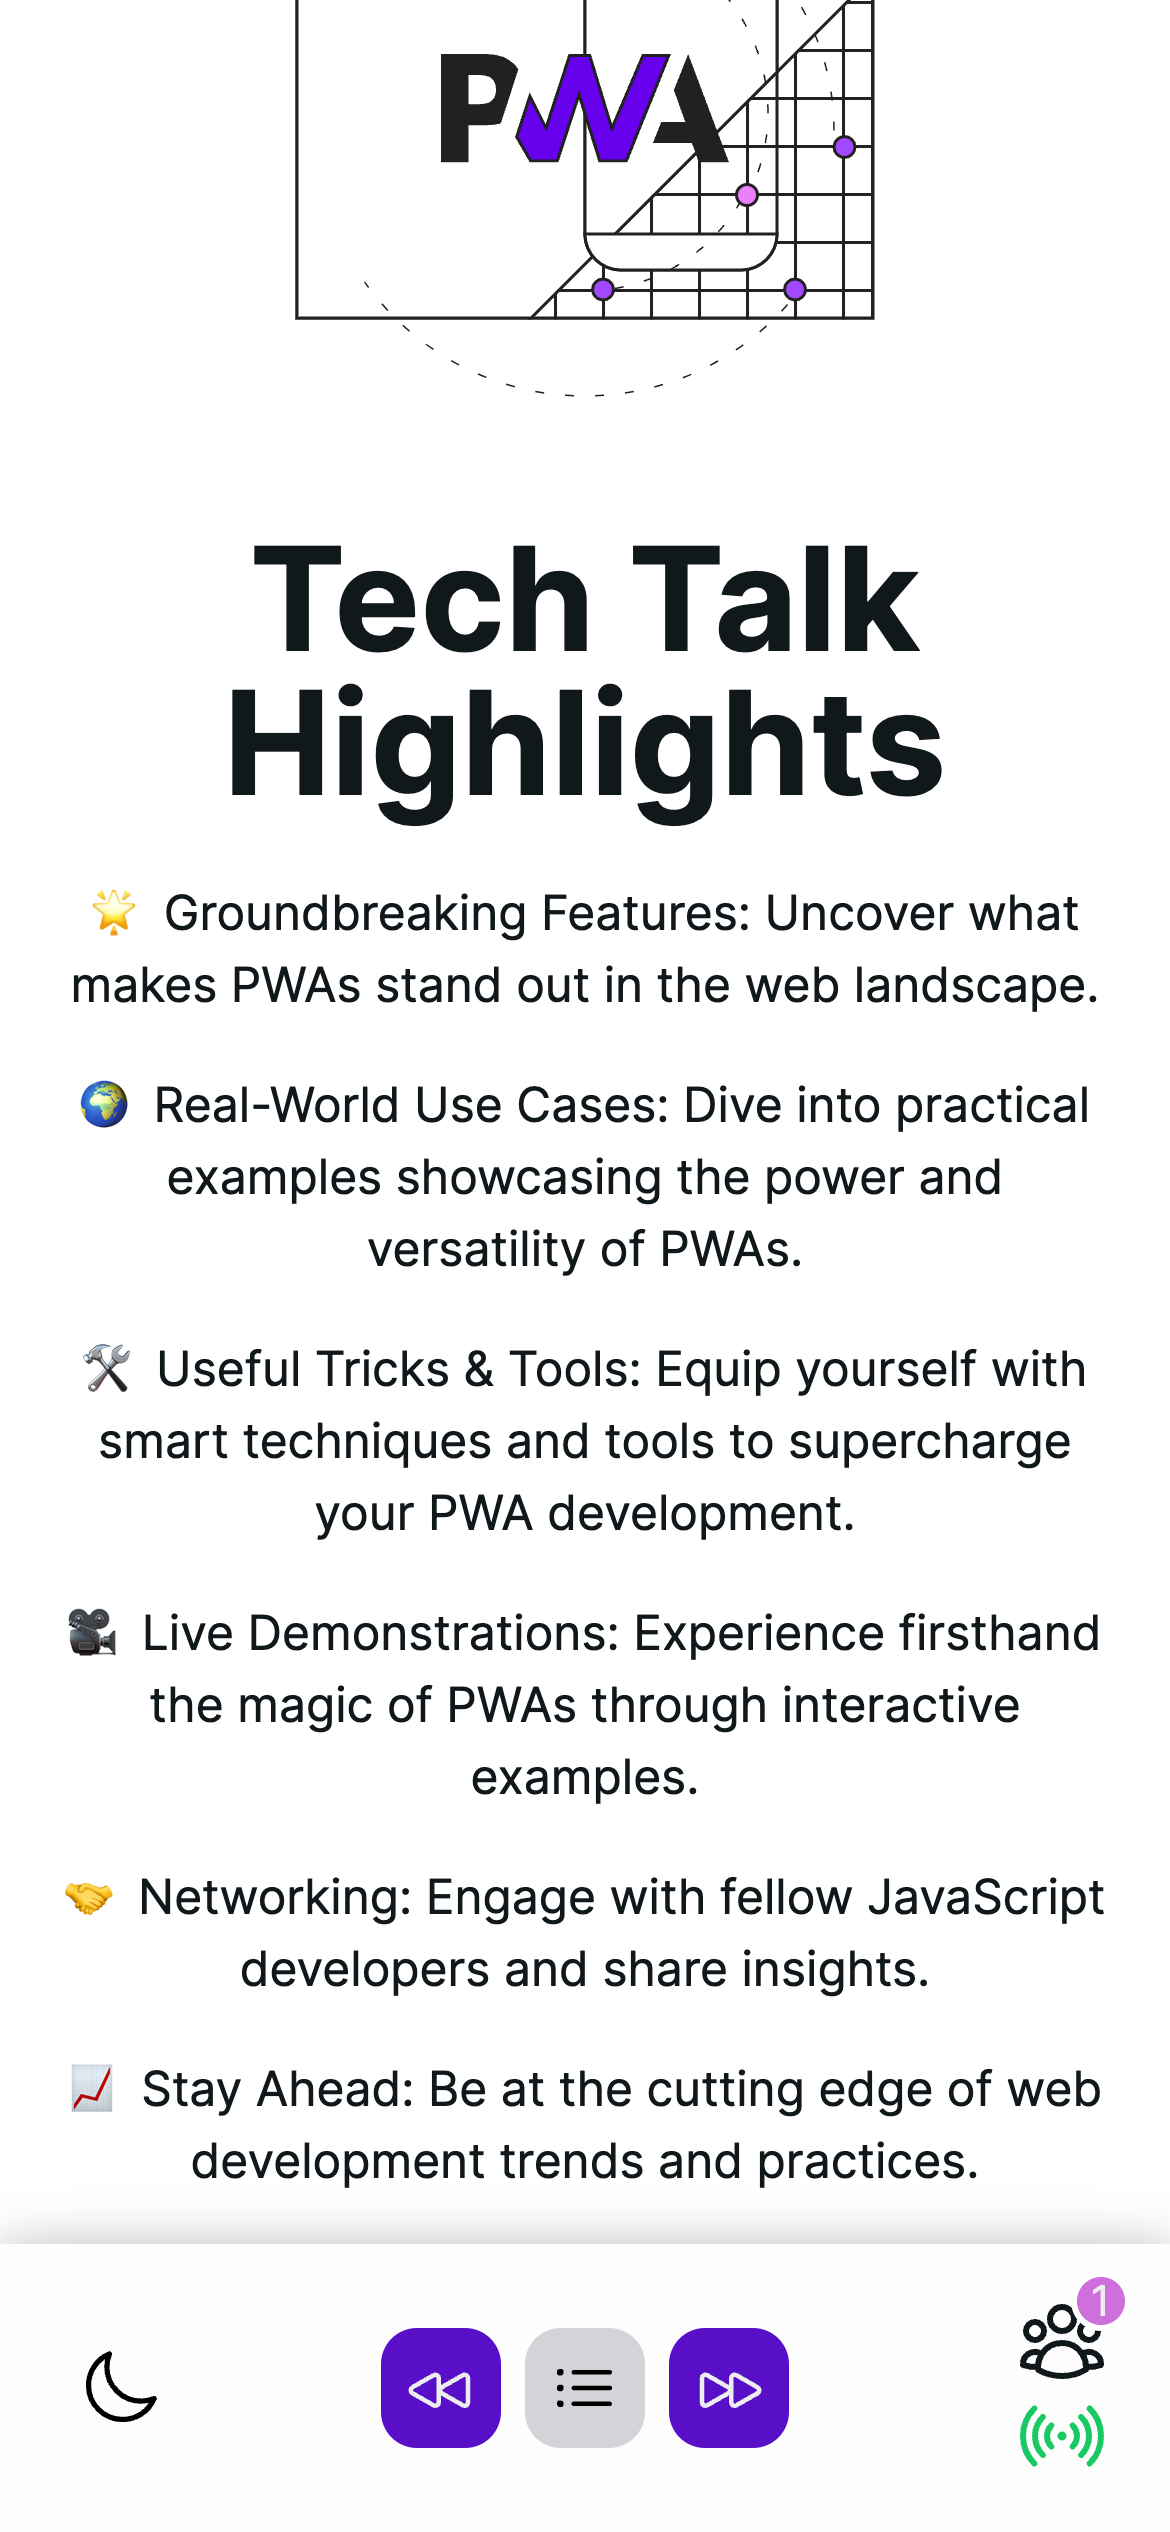 PWA
Tech Talk
Highlights
🌟 Groundbreaking Features: Uncover what
makes PWAs stand out in the web landscape.
🌍 Real-World Use Cases: Dive into practical
examples showcasing the power and
versatility of PWAs.
🛠️ Useful Tricks & Tools: Equip yourself with
smart techniques and tools to supercharge
your PWA development.
🎥 Live Demonstrations: Experience firsthand
the magic of PWAs through interactive
examples.
🤝 Networking: Engage with fellow JavaScript
developers and share insights.
📈 Stay Ahead: Be at the cutting edge of web
development trends and practices.
1